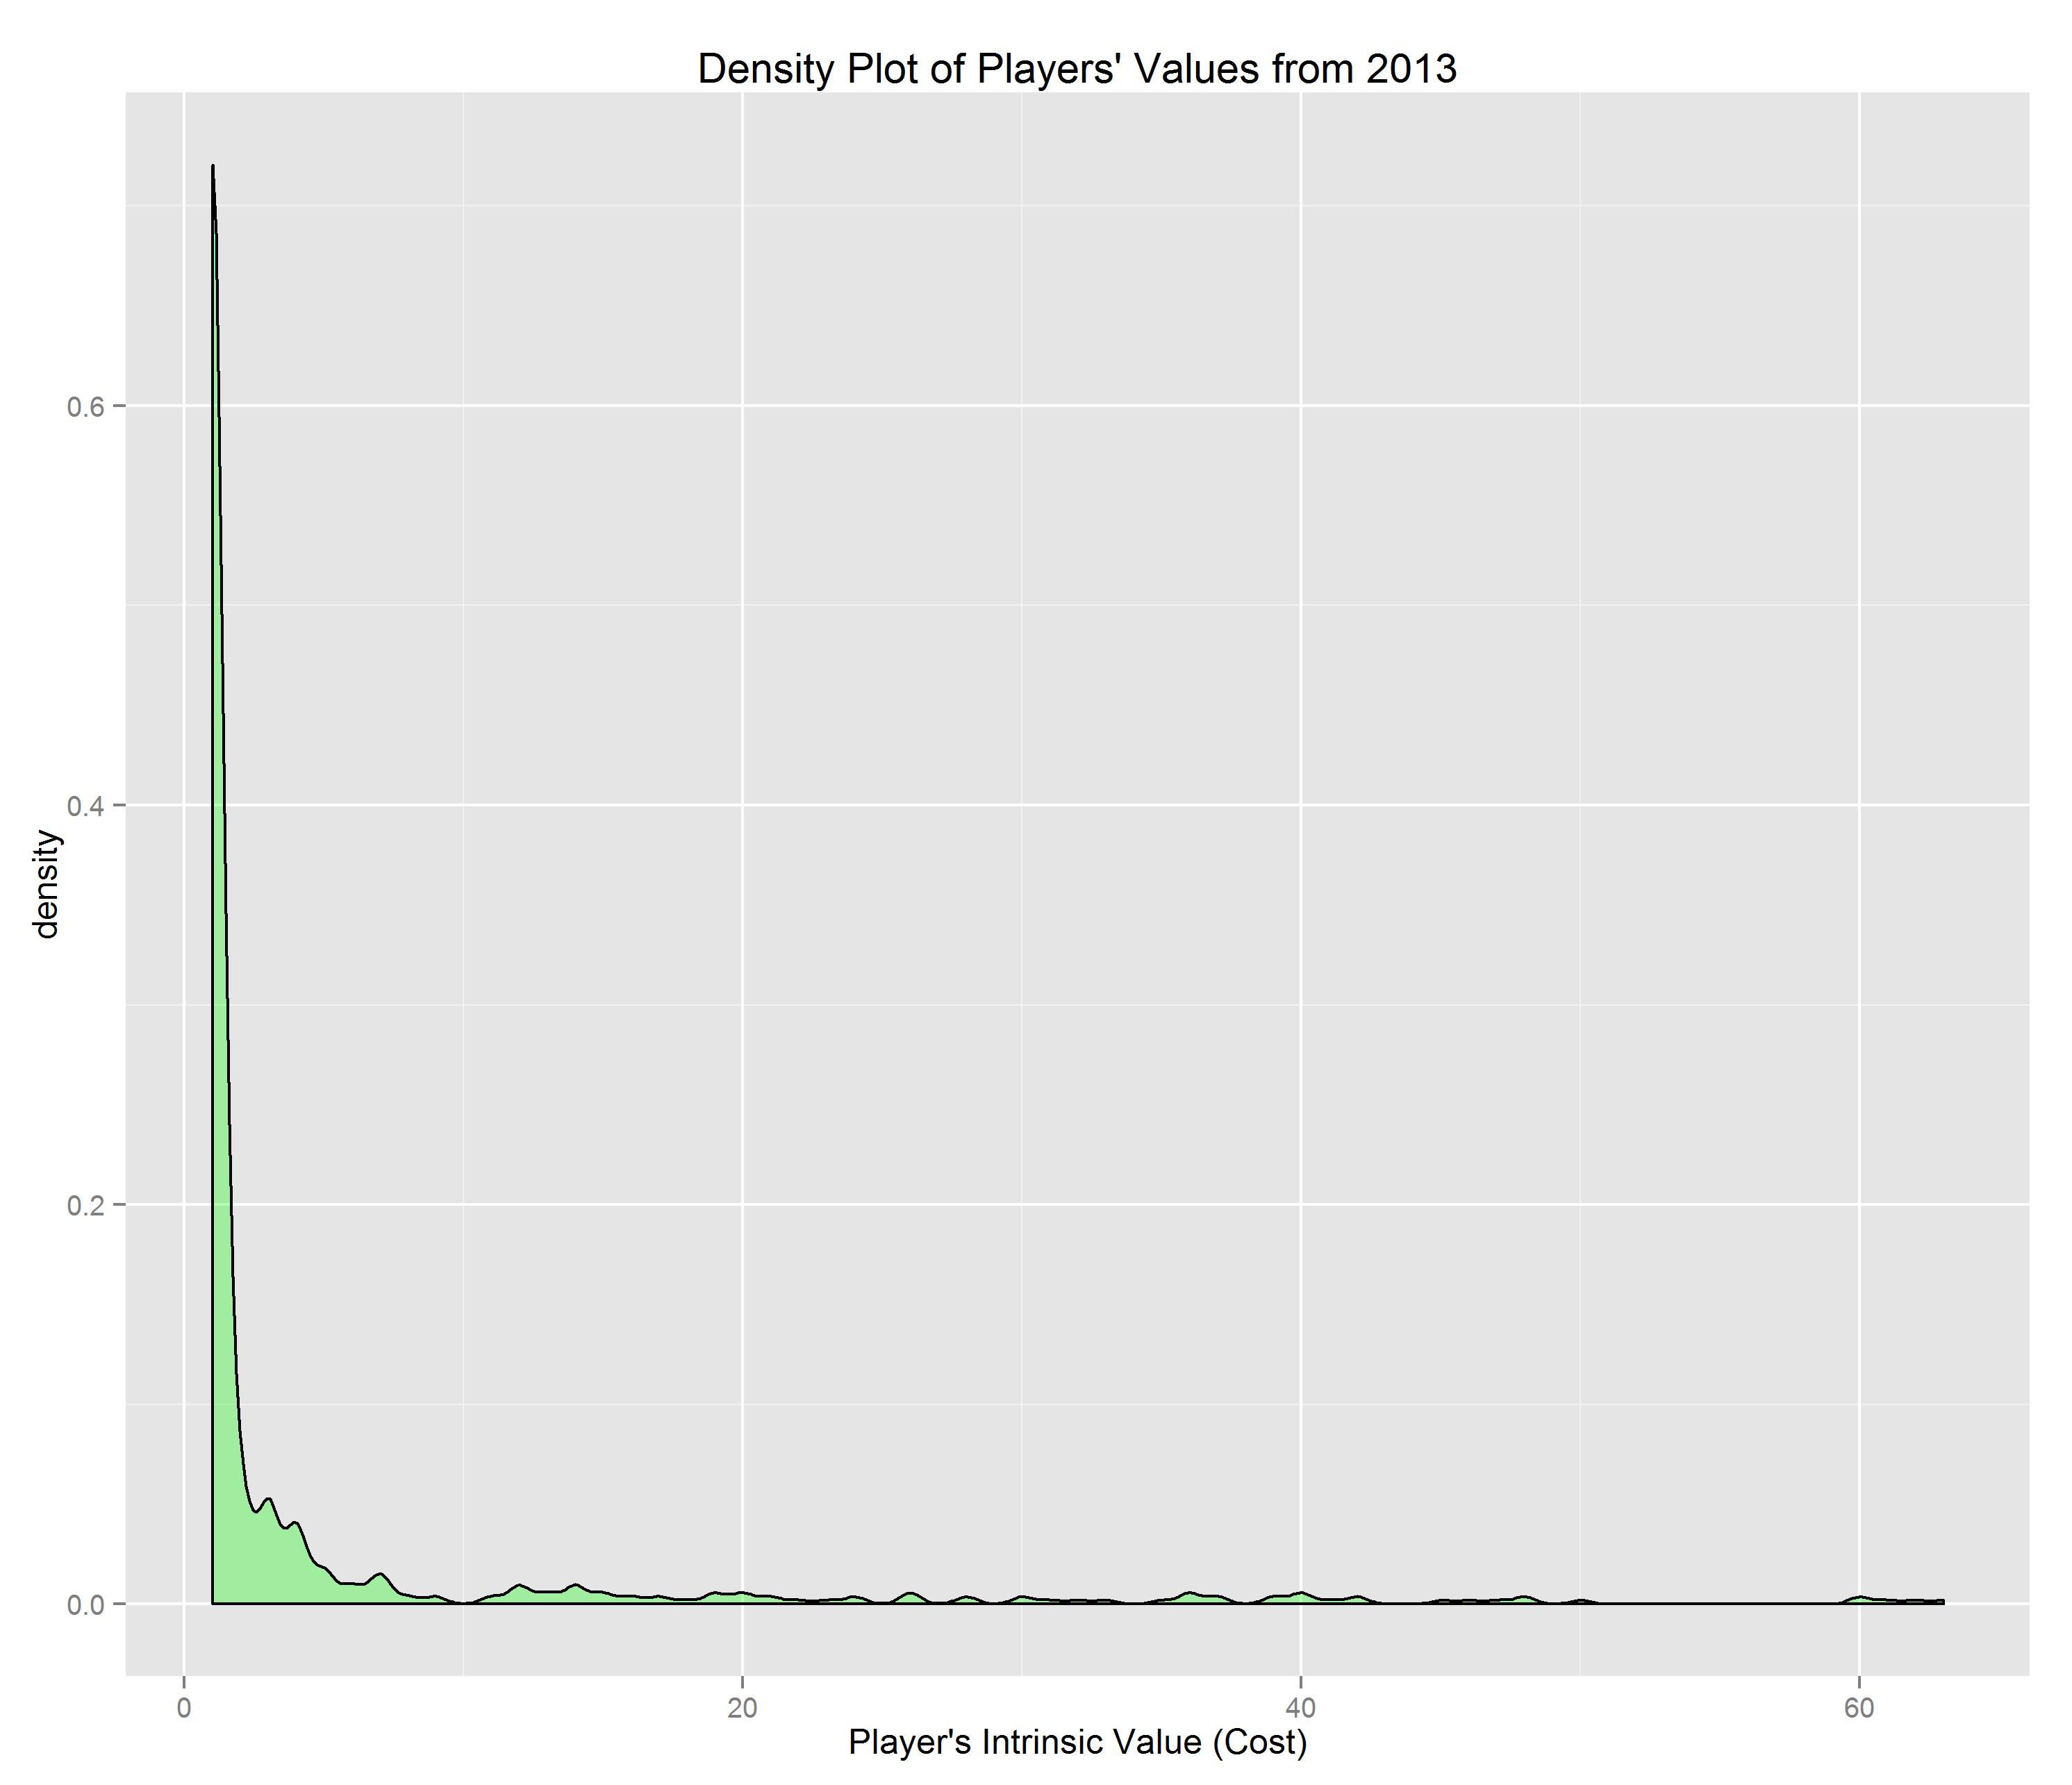 Density Plot of Players' Values from 2013
0.6
0.4
0.2
0.0
density
0 20 40 60
Player's Intrinsic Value (Cost)